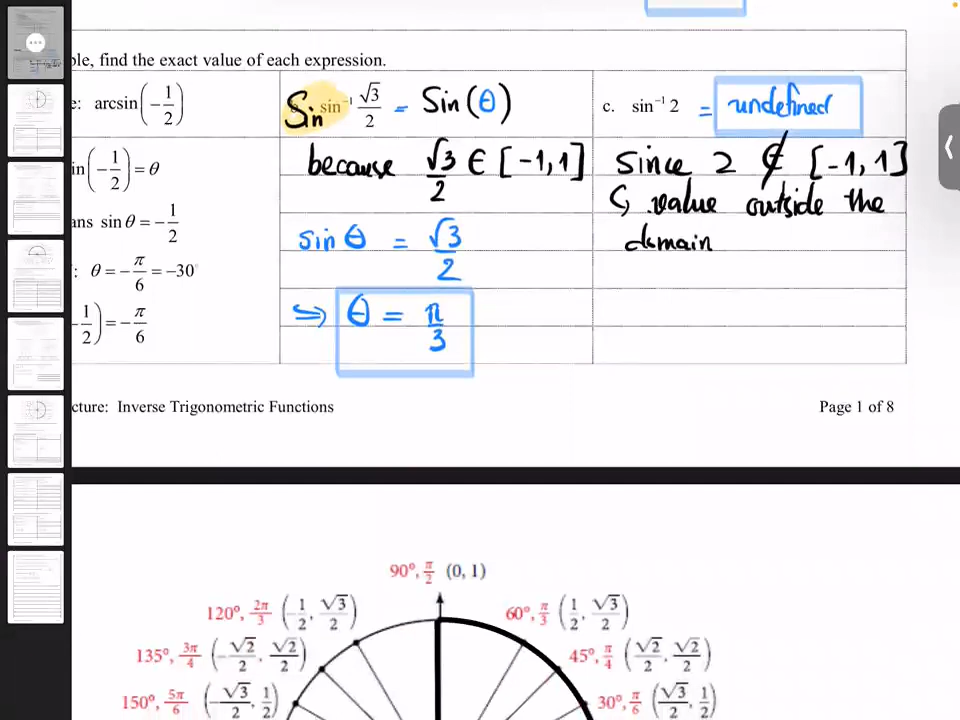 ble, find the exact value of each expression.
e: arcsin(-1/2)
in(-1/2) = θ
ans sin θ = -1/2
: θ = -π/6 = -30°
1/2) = -π/6
Sin sin⁻¹ √3/2 = Sin(θ)
because √3/2 ∈ [-1,1]
sin θ = √3/2
⇒ θ = π/3
c. sin⁻¹ 2 = undefined
since 2 ∉ [-1,1]
↳ value outside the
domain
cture: Inverse Trigonometric Functions
Page 1 of 8
90°, π/2 (0, 1)
120°, 2π/3 (-1/2, √3/2)
60°, π/3 (1/2, √3/2)
135°, 3π/4 (-√2/2, √2/2)
45°, π/4 (√2/2, √2/2)
150°, 5π/6 (-√3/2, 1/2)
30°, π/6 (√3/2, 1/2)